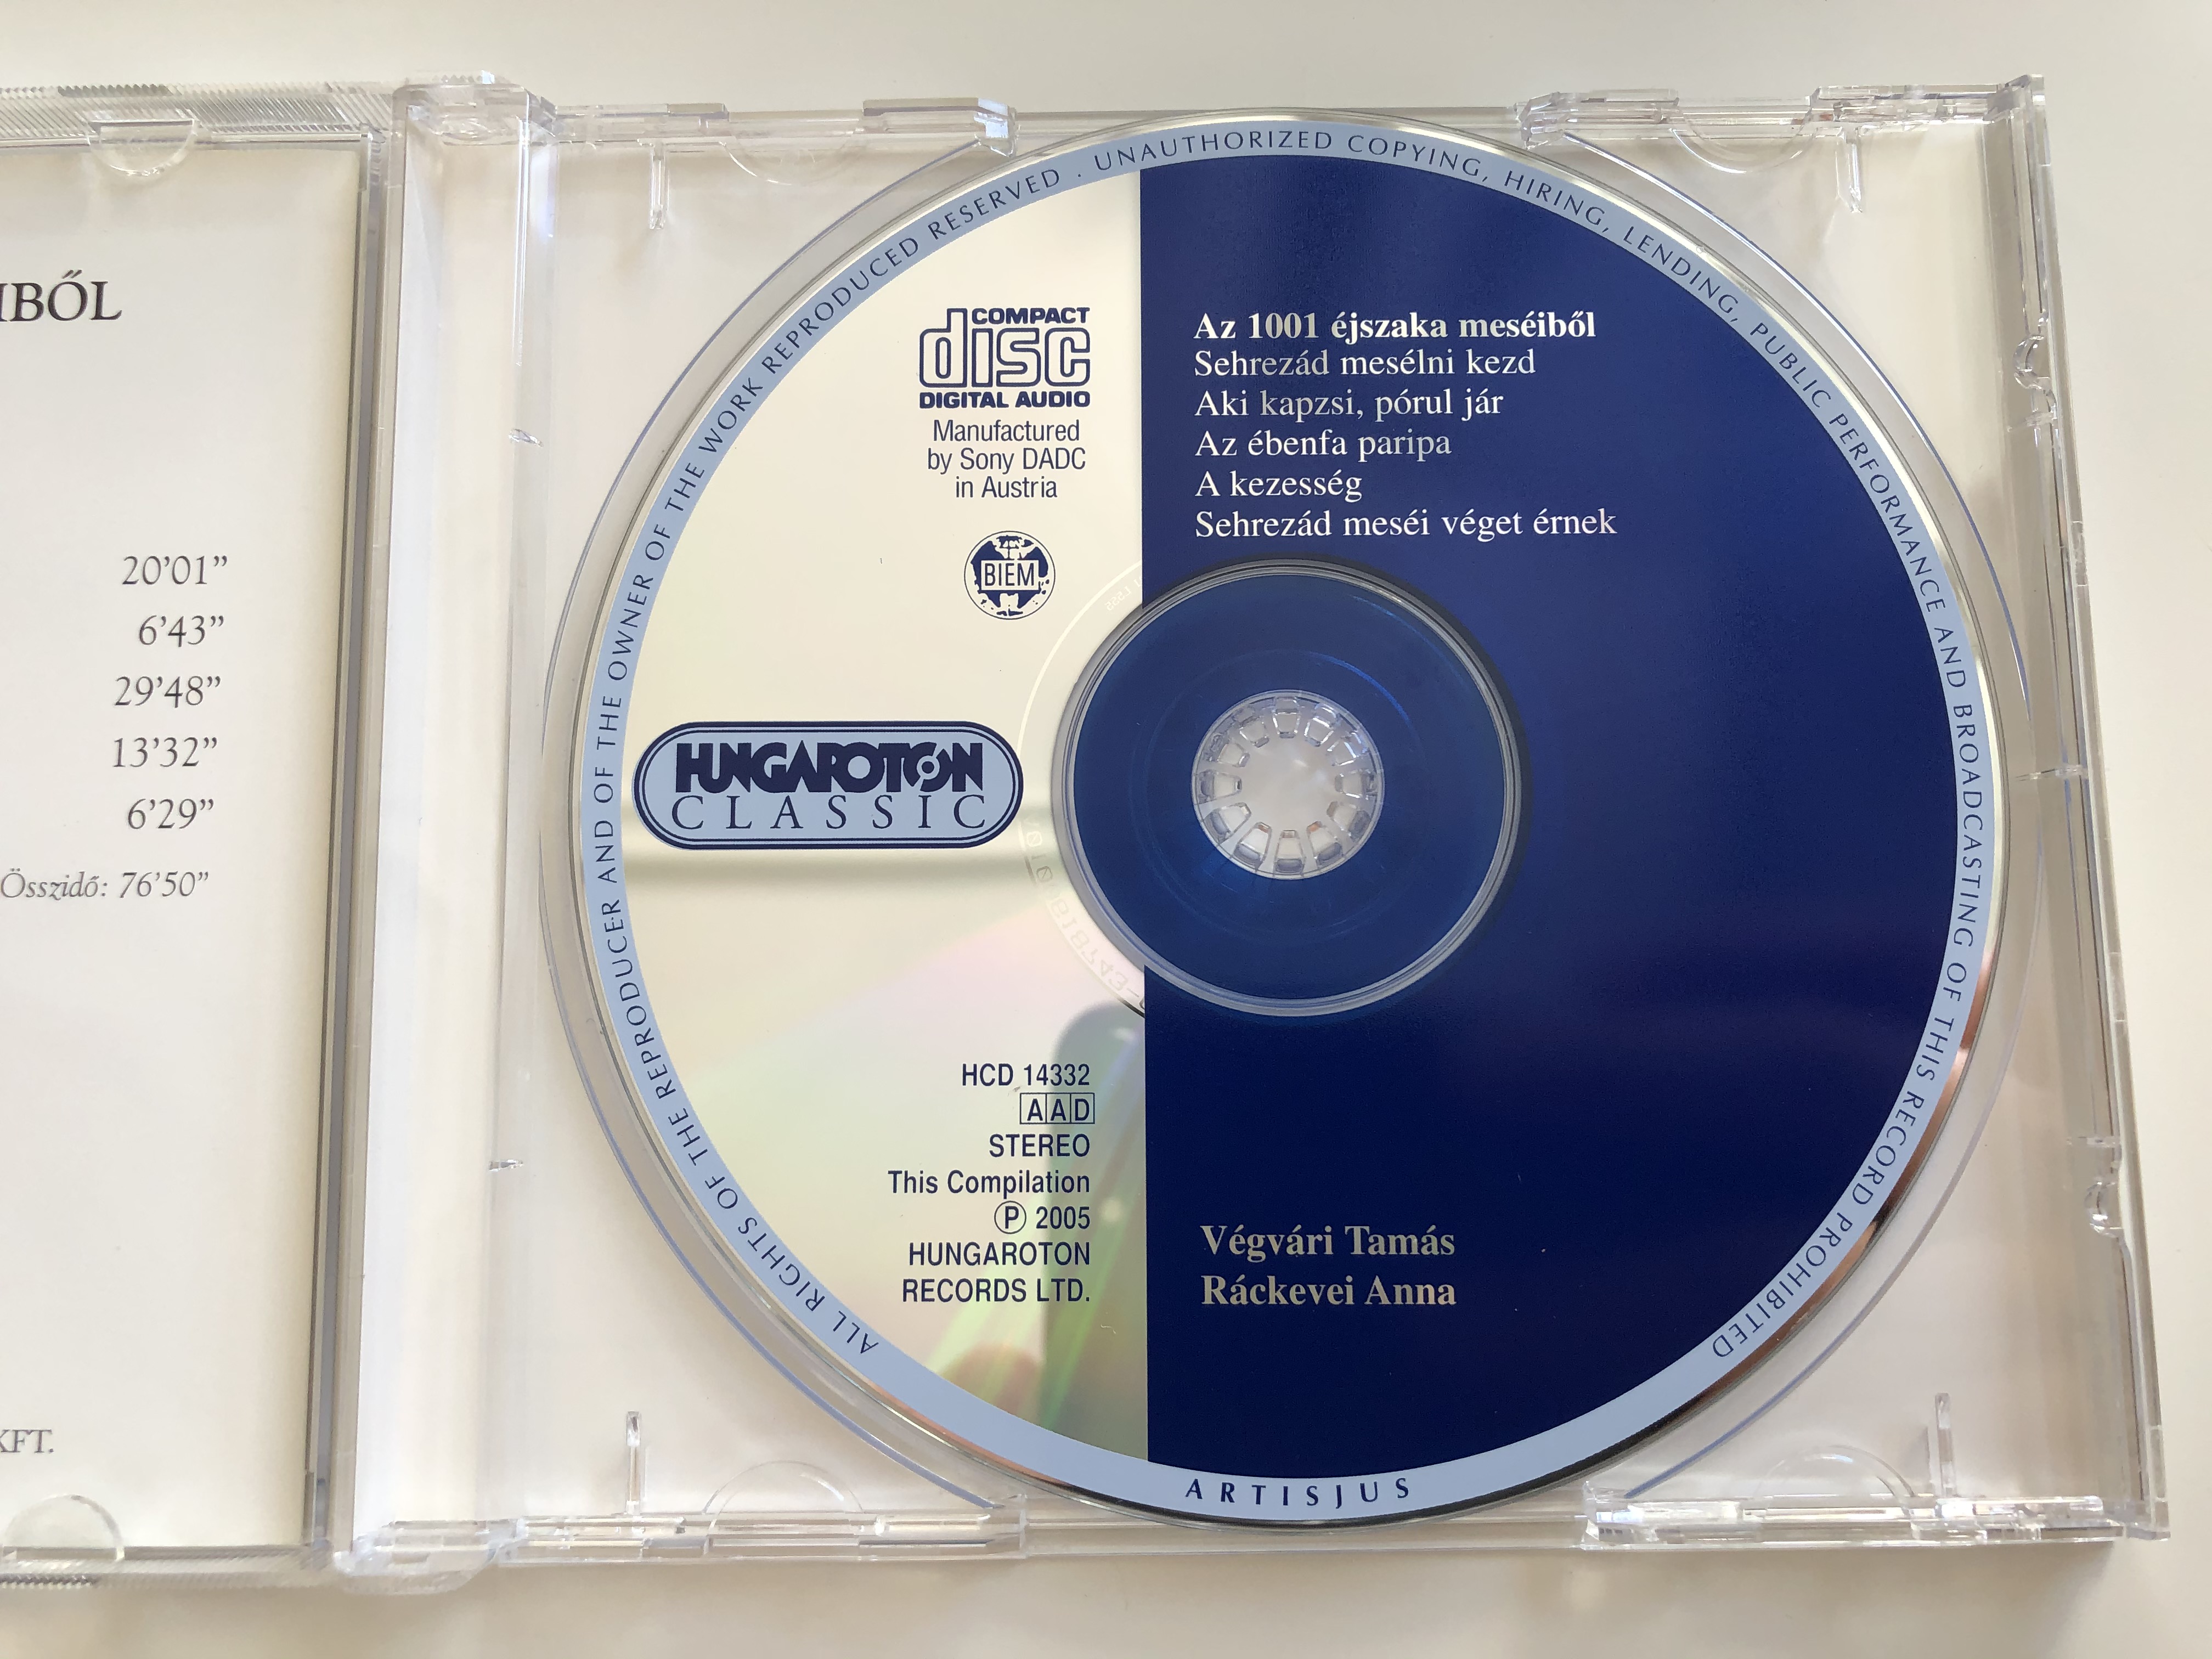 IBŐL
20’01”
6’43”
29’48”
13’32”
6’29”
Összidő: 76’50”
KFT.
ALL RIGHTS OF THE REPRODUCER AND OF THE OWNER OF THE WORK REPRODUCED RESERVED . UNAUTHORIZED COPYING, HIRING, LENDING, PUBLIC PERFORMANCE AND BROADCASTING OF THIS RECORD PROHIBITED
COMPACT
disc
DIGITAL AUDIO
Manufactured
by Sony DADC
in Austria
BIEM
HUNGAROTON
CLASSIC
HCD 14332
AAD
STEREO
This Compilation
Ⓟ 2005
HUNGAROTON
RECORDS LTD.
Az 1001 éjszaka meséiből
Sehrezád mesélni kezd
Aki kapzsi, pórul jár
Az ébenfa paripa
A kezesség
Sehrezád meséi véget érnek
Végvári Tamás
Ráckevei Anna
ARTISJUS